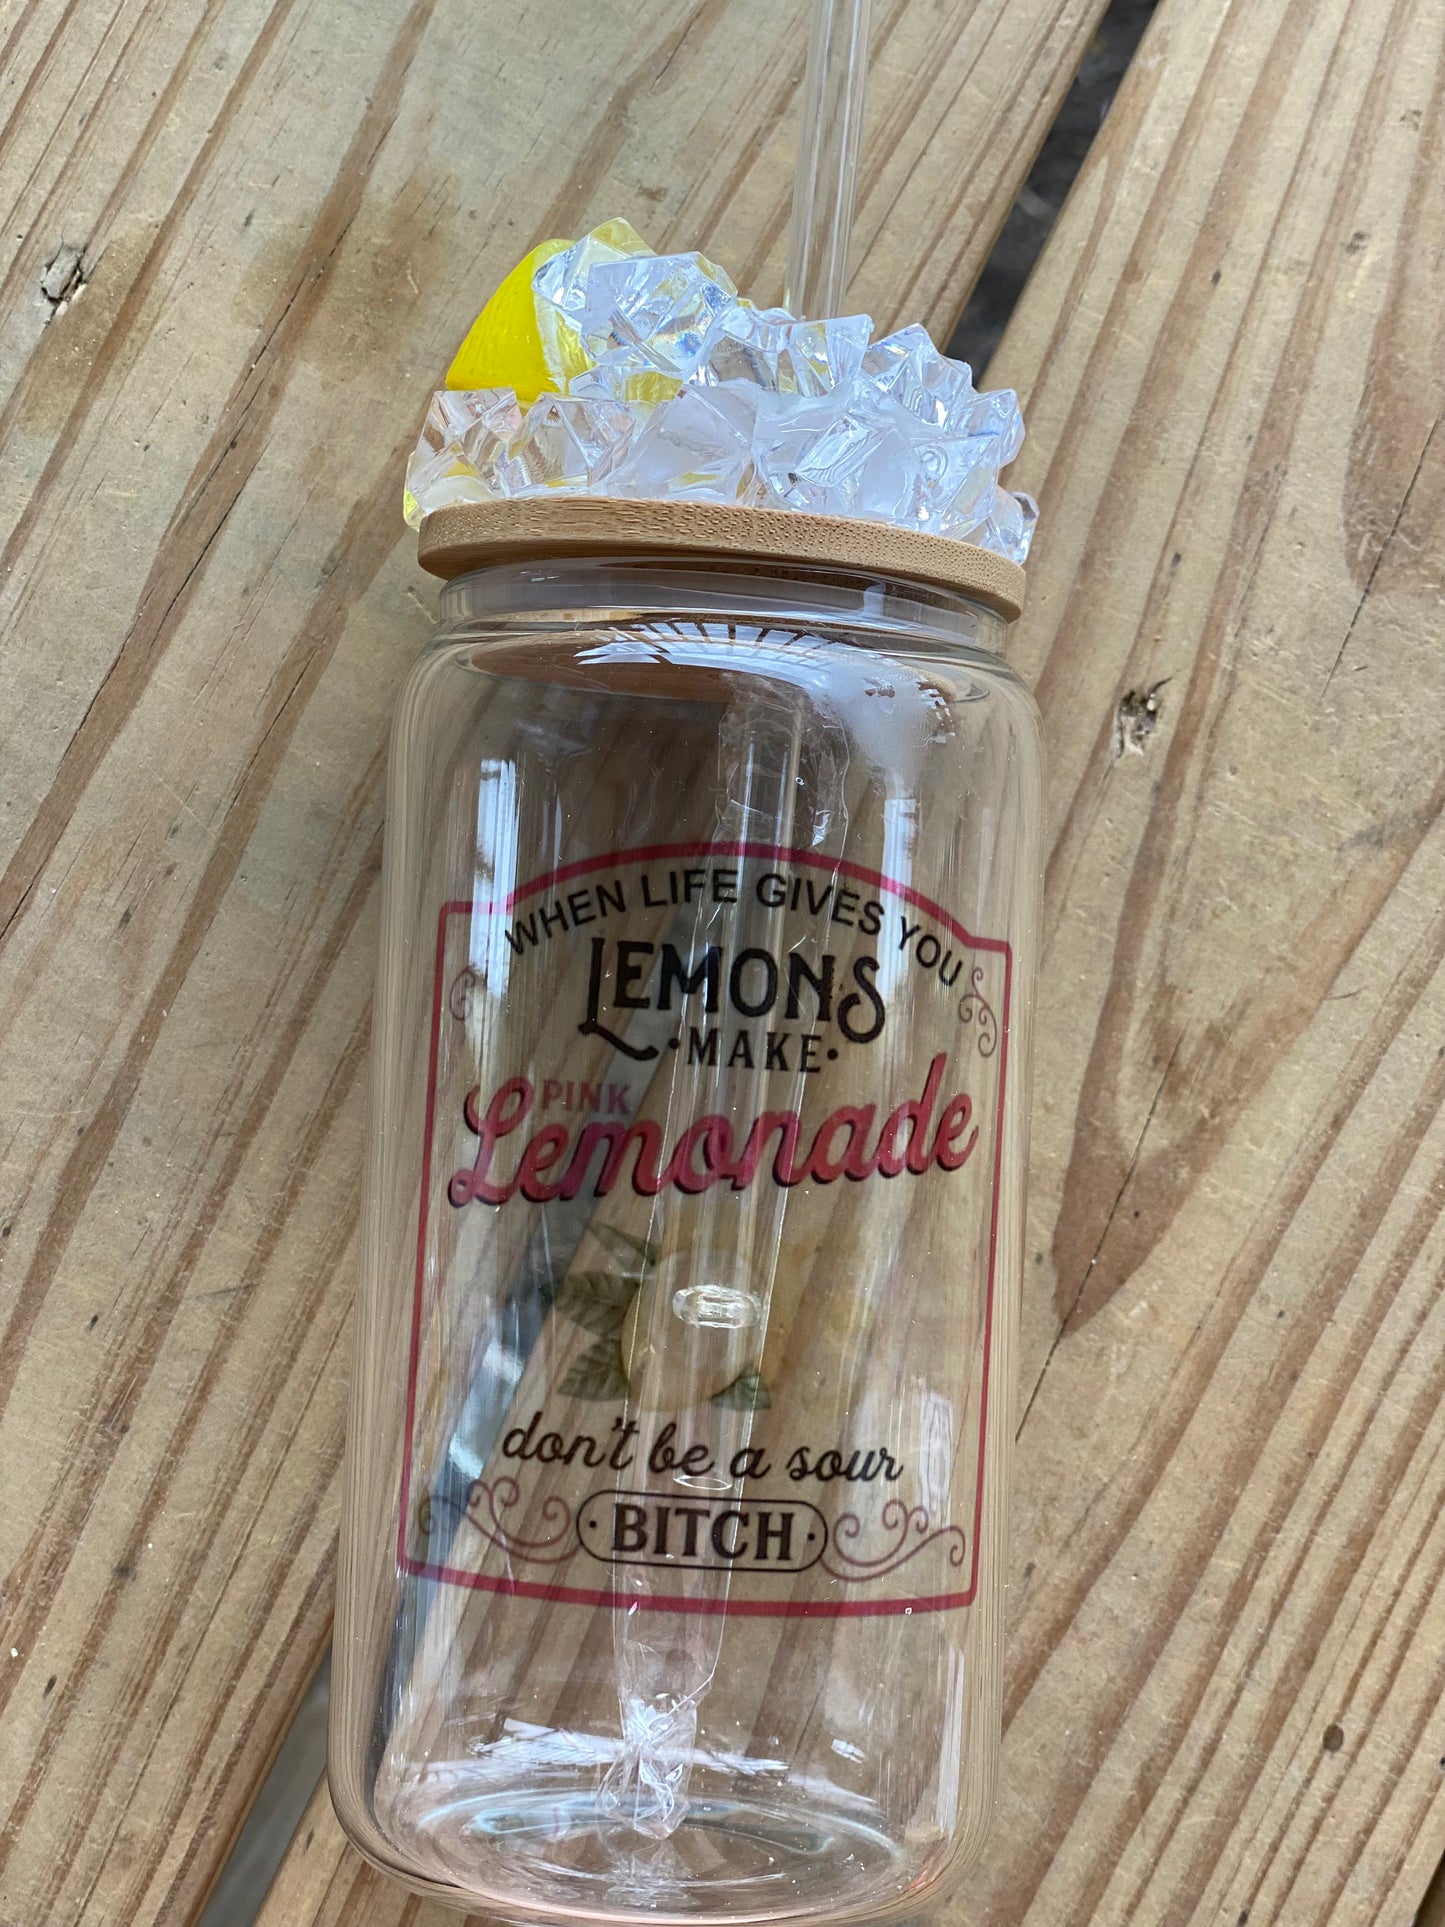 WHEN LIFE GIVES YOU
LEMONS
·MAKE·
PINK
Lemonade
don't be a sour
·BITCH·